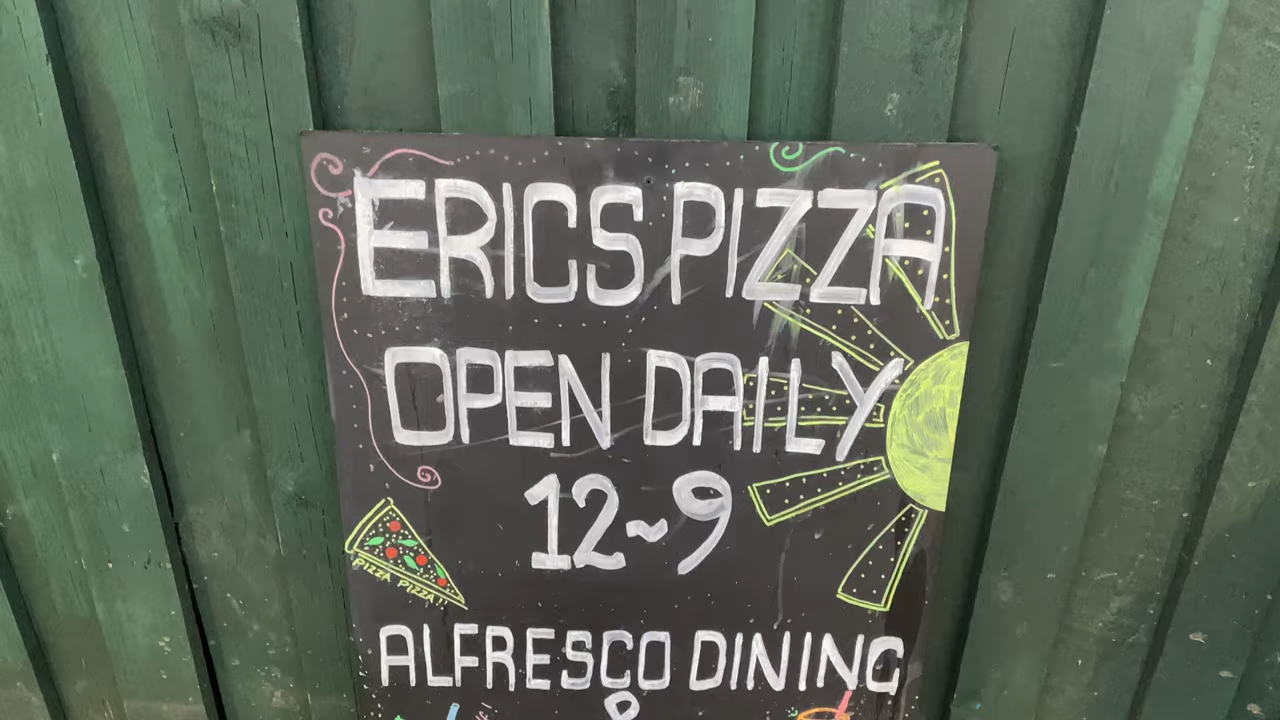 ERICS PIZZA
OPEN DAILY
12~9
PIZZA PIZZA!!
ALFRESCO DINING